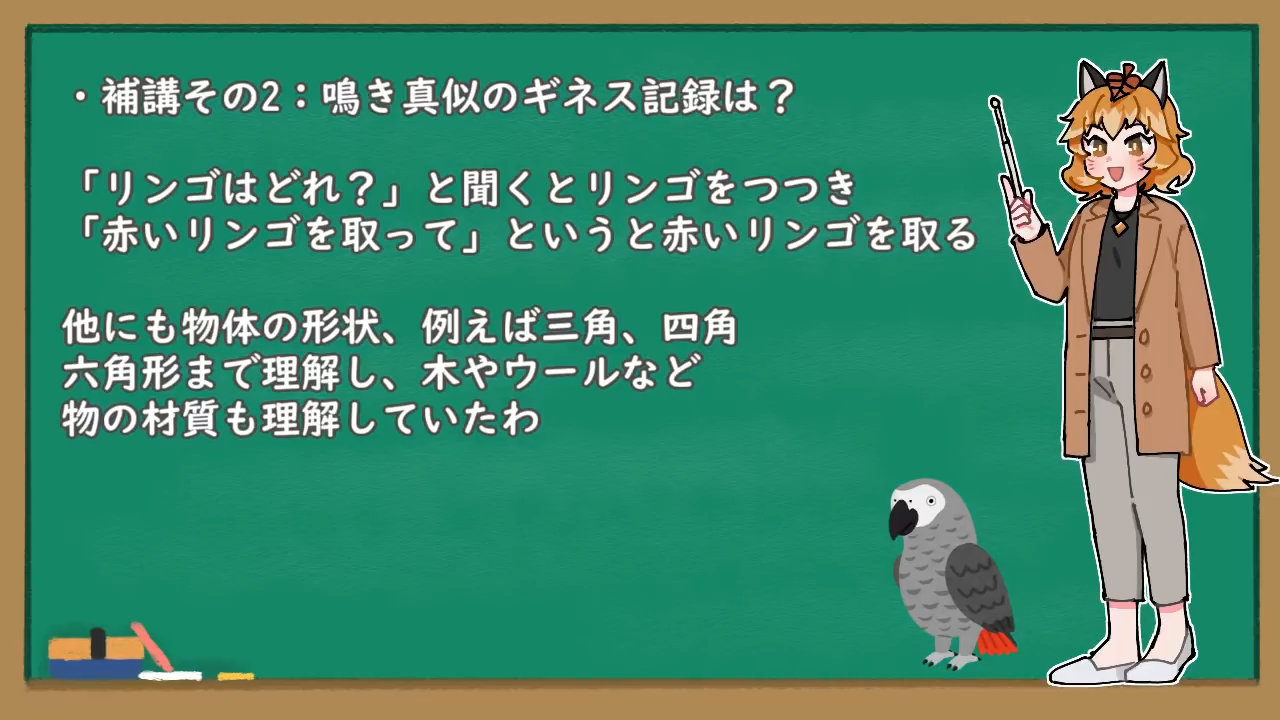 ・補講その2：鳴き真似のギネス記録は？
「リンゴはどれ？」と聞くとリンゴをつつき
「赤いリンゴを取って」というと赤いリンゴを取る
他にも物体の形状、例えば三角、四角
六角形まで理解し、木やウールなど
物の材質も理解していたわ